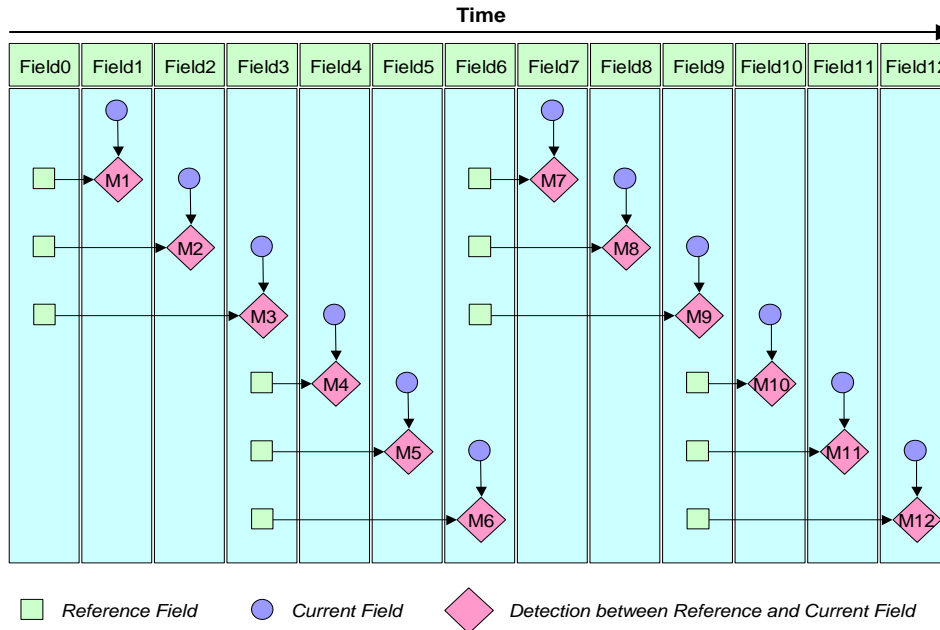 Time
Field0 Field1 Field2 Field3 Field4 Field5 Field6 Field7 Field8 Field9 Field10 Field11 Field12
M1 M7
M2 M8
M3 M9
M4 M10
M5 M11
M6 M12
Reference Field Current Field Detection between Reference and Current Field